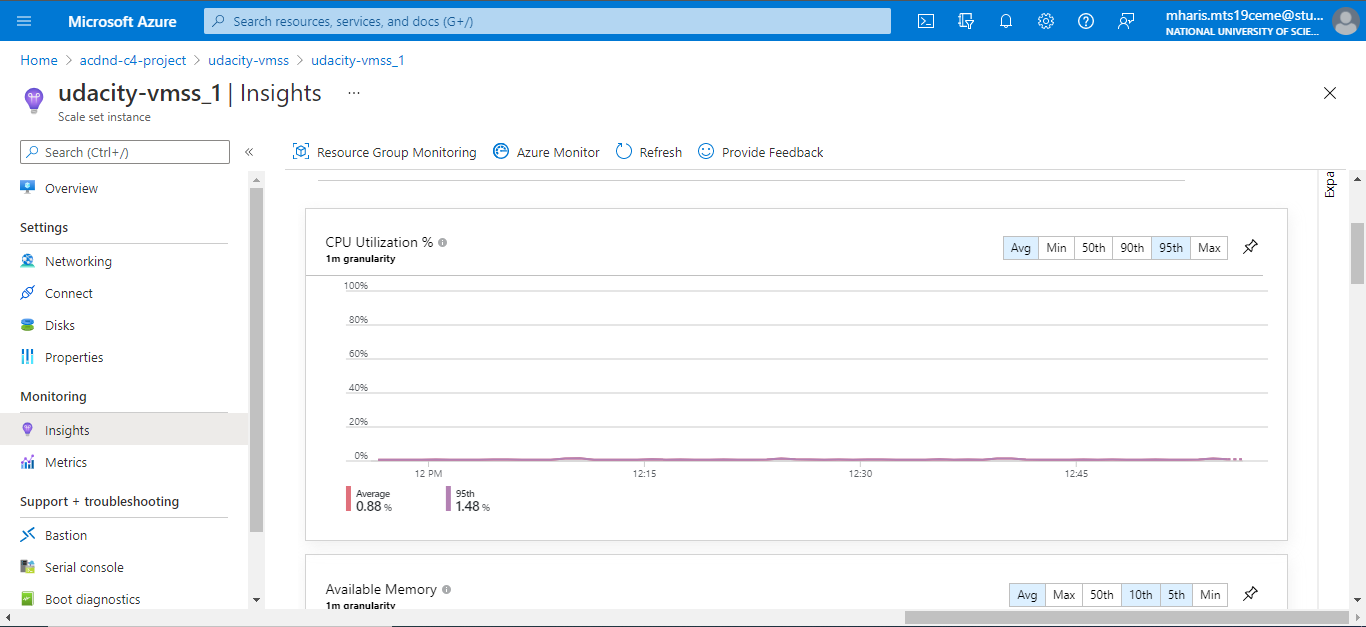 Microsoft Azure
Search resources, services, and docs (G+/)
mharis.mts19ceme@stu...
NATIONAL UNIVERSITY OF SCIE...
Home > acdnd-c4-project > udacity-vmss > udacity-vmss_1
udacity-vmss_1 | Insights ...
Scale set instance
Search (Ctrl+/)
Overview
Settings
Networking
Connect
Disks
Properties
Monitoring
Insights
Metrics
Support + troubleshooting
Bastion
Serial console
Boot diagnostics
Resource Group Monitoring Azure Monitor Refresh Provide Feedback
Expa
CPU Utilization %
1m granularity
Avg Min 50th 90th 95th Max
100%
80%
60%
40%
20%
0%
12 PM 12:15 12:30 12:45
Average 95th
0.88 % 1.48 %
Available Memory
1m granularity
Avg Max 50th 10th 5th Min